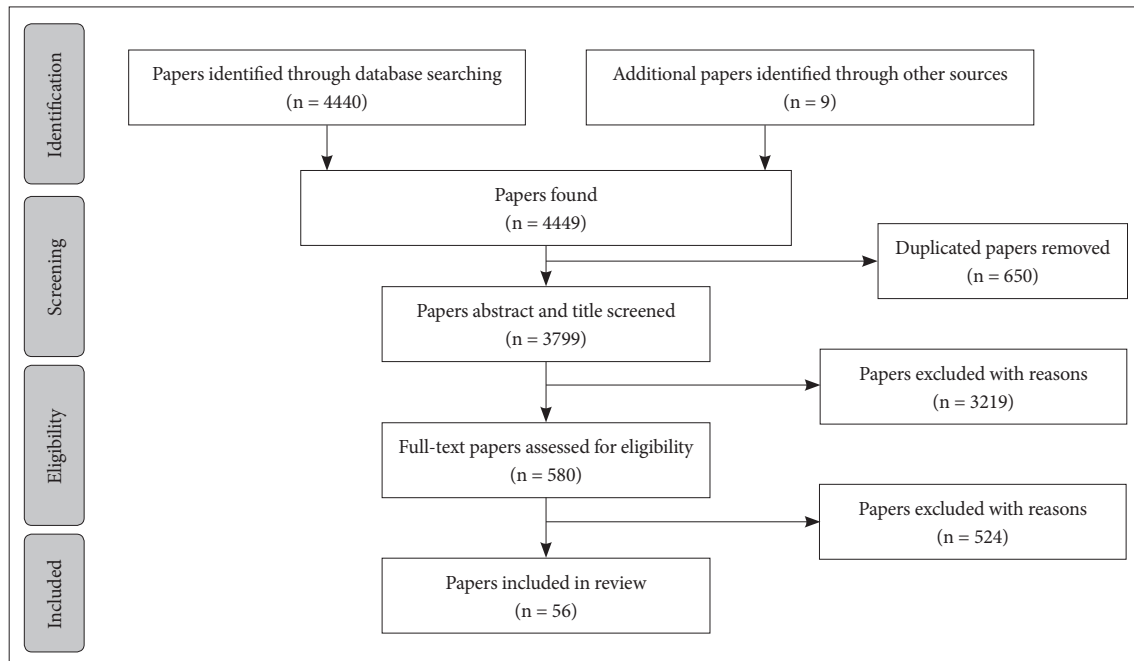 Identification
Papers identified through database searching
(n = 4440)
Additional papers identified through other sources
(n = 9)
Papers found
(n = 4449)
Screening
Duplicated papers removed
(n = 650)
Papers abstract and title screened
(n = 3799)
Eligibility
Papers excluded with reasons
(n = 3219)
Full-text papers assessed for eligibility
(n = 580)
Papers excluded with reasons
(n = 524)
Included
Papers included in review
(n = 56)